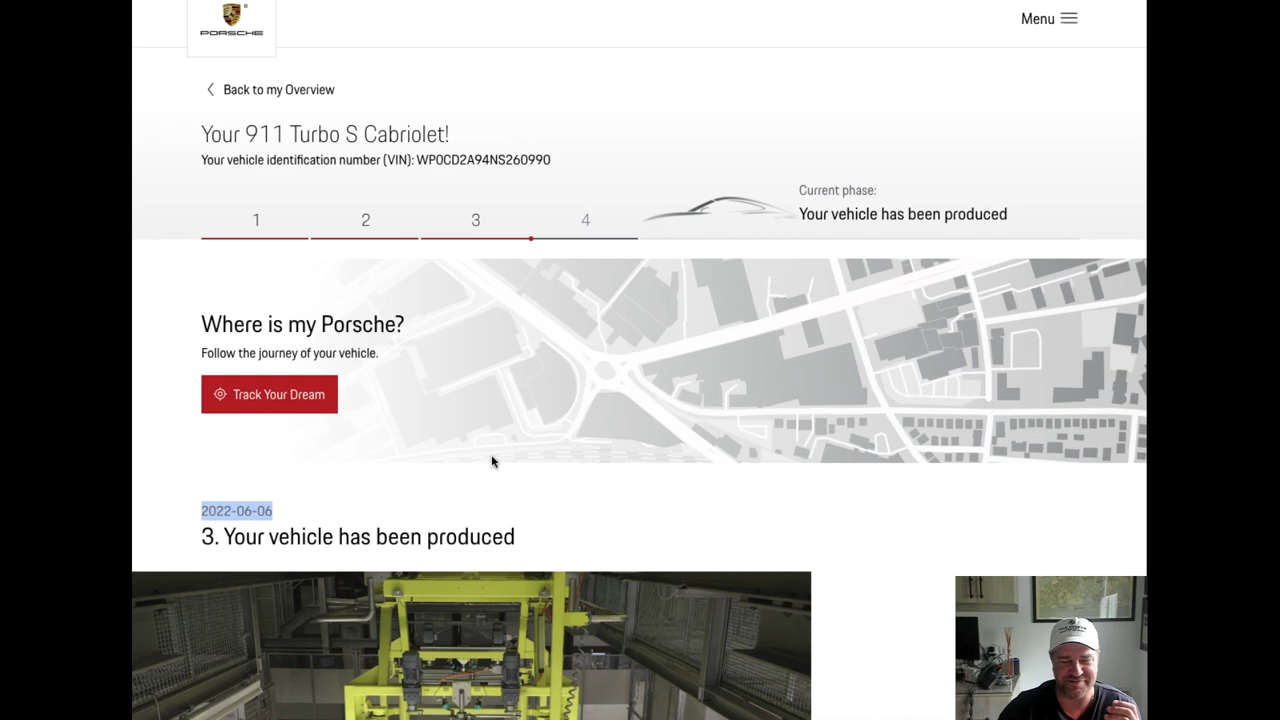 PORSCHE
Menu
Back to my Overview
Your 911 Turbo S Cabriolet!
Your vehicle identification number (VIN): WP0CD2A94NS260990
1 2 3 4
Current phase:
Your vehicle has been produced
Where is my Porsche?
Follow the journey of your vehicle.
Track Your Dream
2022-06-06
3. Your vehicle has been produced